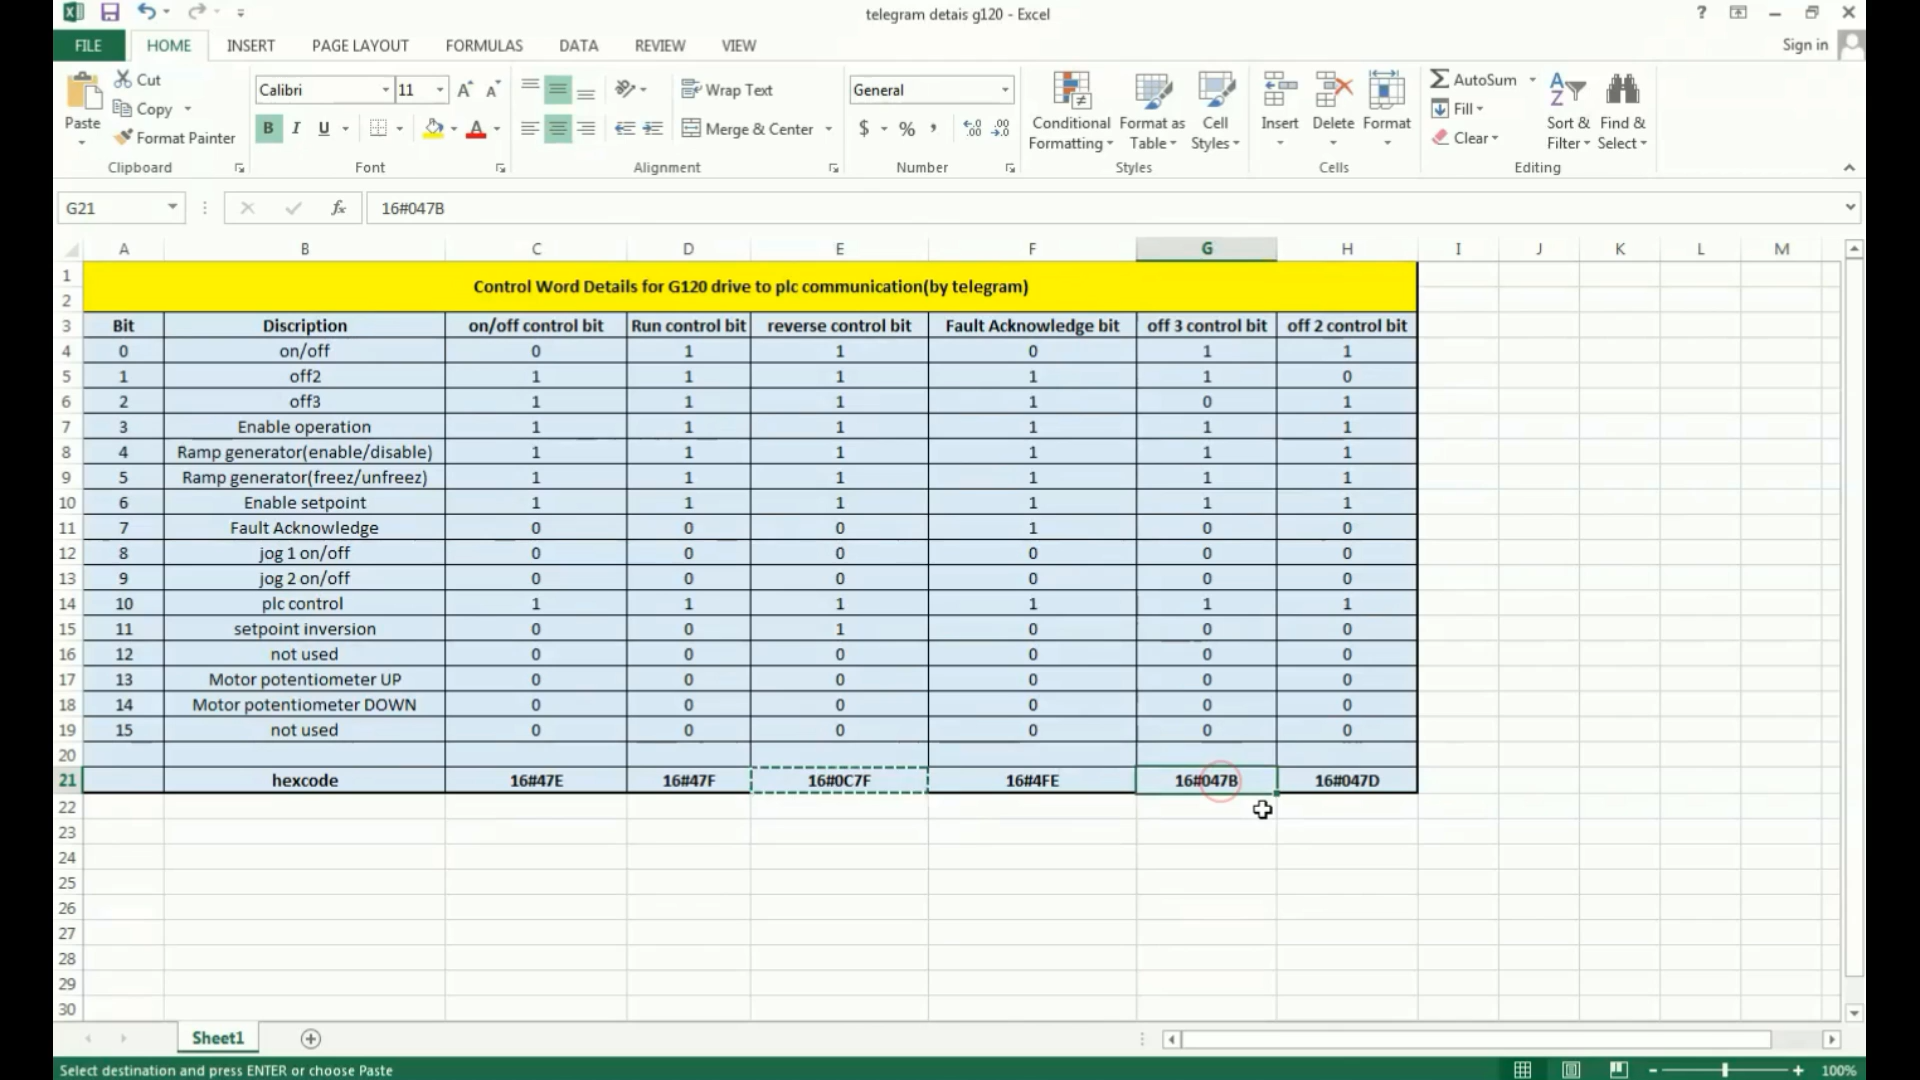 telegram detais g120 - Excel
FILE HOME INSERT PAGE LAYOUT FORMULAS DATA REVIEW VIEW Sign in
Paste Cut Copy Format Painter Clipboard
Calibri 11 B I U A Font
Wrap Text Merge & Center Alignment
General $ % , Number
Conditional Formatting Format as Table Cell Styles Styles
Insert Delete Format Cells
AutoSum Fill Clear Sort & Filter Find & Select Editing
G21 fx 16#047B
A B C D E F G H I J K L M
1
2 Control Word Details for G120 drive to plc communication(by telegram)
3 Bit Discription on/off control bit Run control bit reverse control bit Fault Acknowledge bit off 3 control bit off 2 control bit
4 0 on/off 0 1 1 0 1 1
5 1 off2 1 1 1 1 1 0
6 2 off3 1 1 1 1 0 1
7 3 Enable operation 1 1 1 1 1 1
8 4 Ramp generator(enable/disable) 1 1 1 1 1 1
9 5 Ramp generator(freez/unfreez) 1 1 1 1 1 1
10 6 Enable setpoint 1 1 1 1 1 1
11 7 Fault Acknowledge 0 0 0 1 0 0
12 8 jog 1 on/off 0 0 0 0 0 0
13 9 jog 2 on/off 0 0 0 0 0 0
14 10 plc control 1 1 1 1 1 1
15 11 setpoint inversion 0 0 1 0 0 0
16 12 not used 0 0 0 0 0 0
17 13 Motor potentiometer UP 0 0 0 0 0 0
18 14 Motor potentiometer DOWN 0 0 0 0 0 0
19 15 not used 0 0 0 0 0 0
20
21 hexcode 16#47E 16#47F 16#0C7F 16#4FE 16#047B 16#047D
22
23
24
25
26
27
28
29
30
Sheet1
Select destination and press ENTER or choose Paste 100%